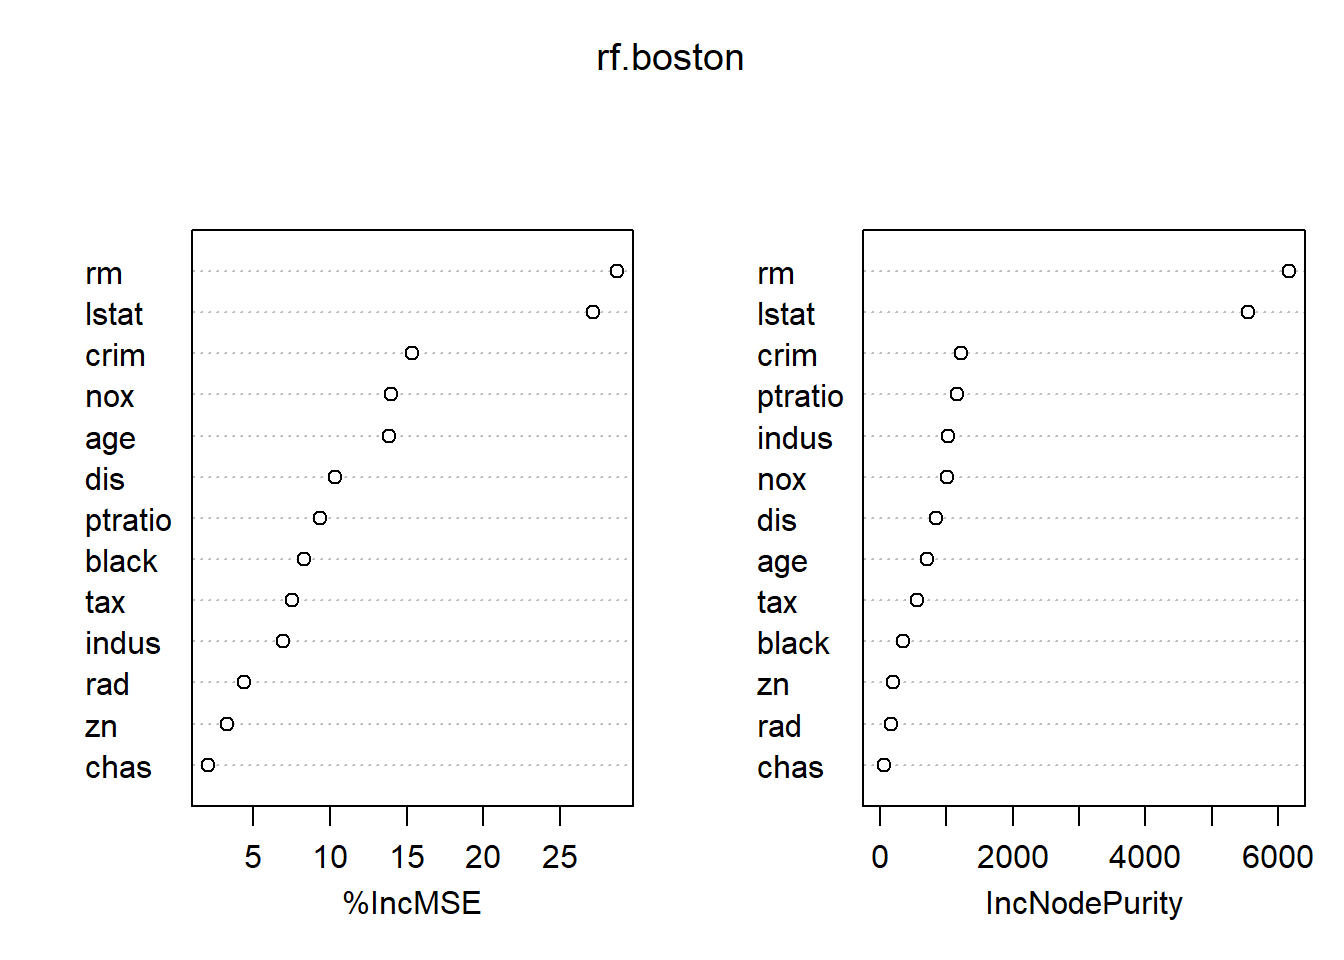 rf.boston
rm
lstat
crim
nox
age
dis
ptratio
black
tax
indus
rad
zn
chas
5 10 15 20 25
%IncMSE
rm
lstat
crim
ptratio
indus
nox
dis
age
tax
black
zn
rad
chas
0 2000 4000 6000
IncNodePurity